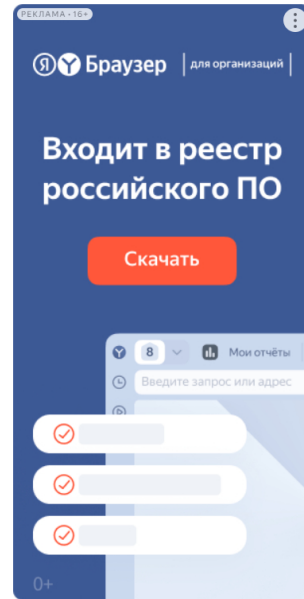 РЕКЛАМА • 16+
Я Браузер | для организаций |
Входит в реестр
российского ПО
Скачать
8 Мои отчёты
Введите запрос или адрес
0+